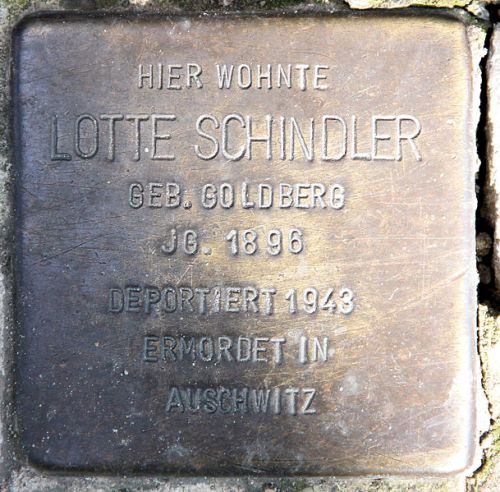 HIER WOHNTE
LOTTE SCHINDLER
GEB. GOLDBERG
JG. 1896
DEPORTIERT 1943
ERMORDET IN
AUSCHWITZ